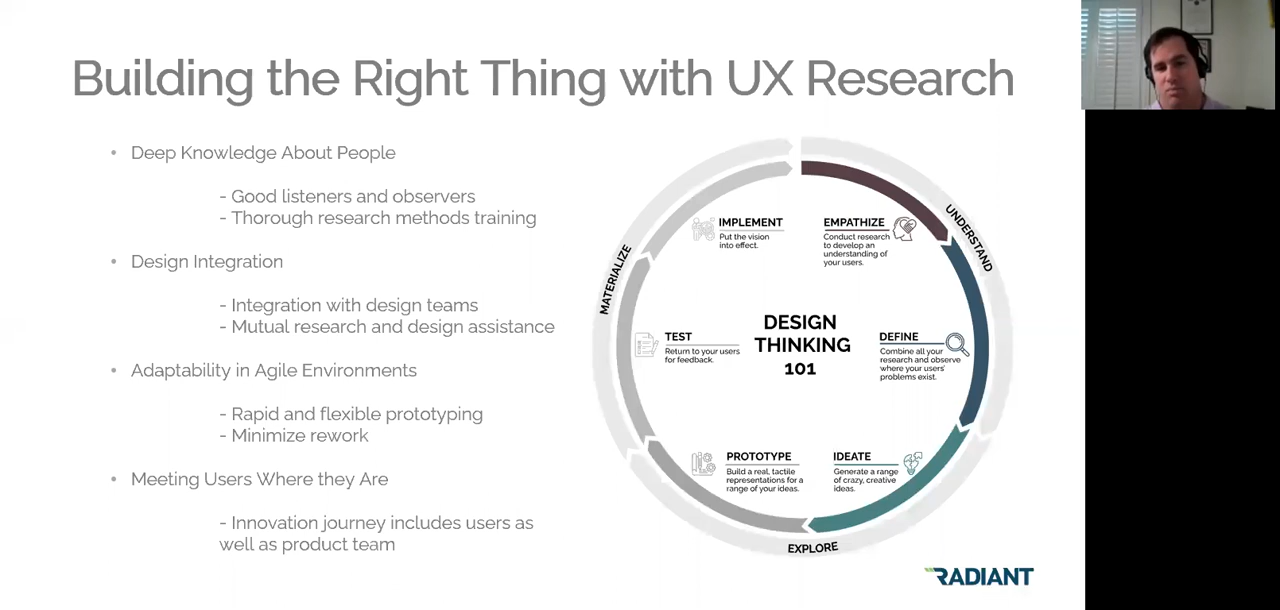 Building the Right Thing with UX Research
• Deep Knowledge About People
- Good listeners and observers
- Thorough research methods training
• Design Integration
- Integration with design teams
- Mutual research and design assistance
• Adaptability in Agile Environments
- Rapid and flexible prototyping
- Minimize rework
• Meeting Users Where they Are
- Innovation journey includes users as
well as product team
DESIGN
THINKING
101
UNDERSTAND
EMPATHIZE
Conduct research
to develop an
understanding of
your users.
DEFINE
Combine all your
research and observe
where your users'
problems exist.
EXPLORE
IDEATE
Generate a range
of crazy, creative
ideas.
PROTOTYPE
Build a real, tactile
representations for a
range of your ideas.
MATERIALIZE
TEST
Return to your users
for feedback.
IMPLEMENT
Put the vision
into effect.
RADIANT